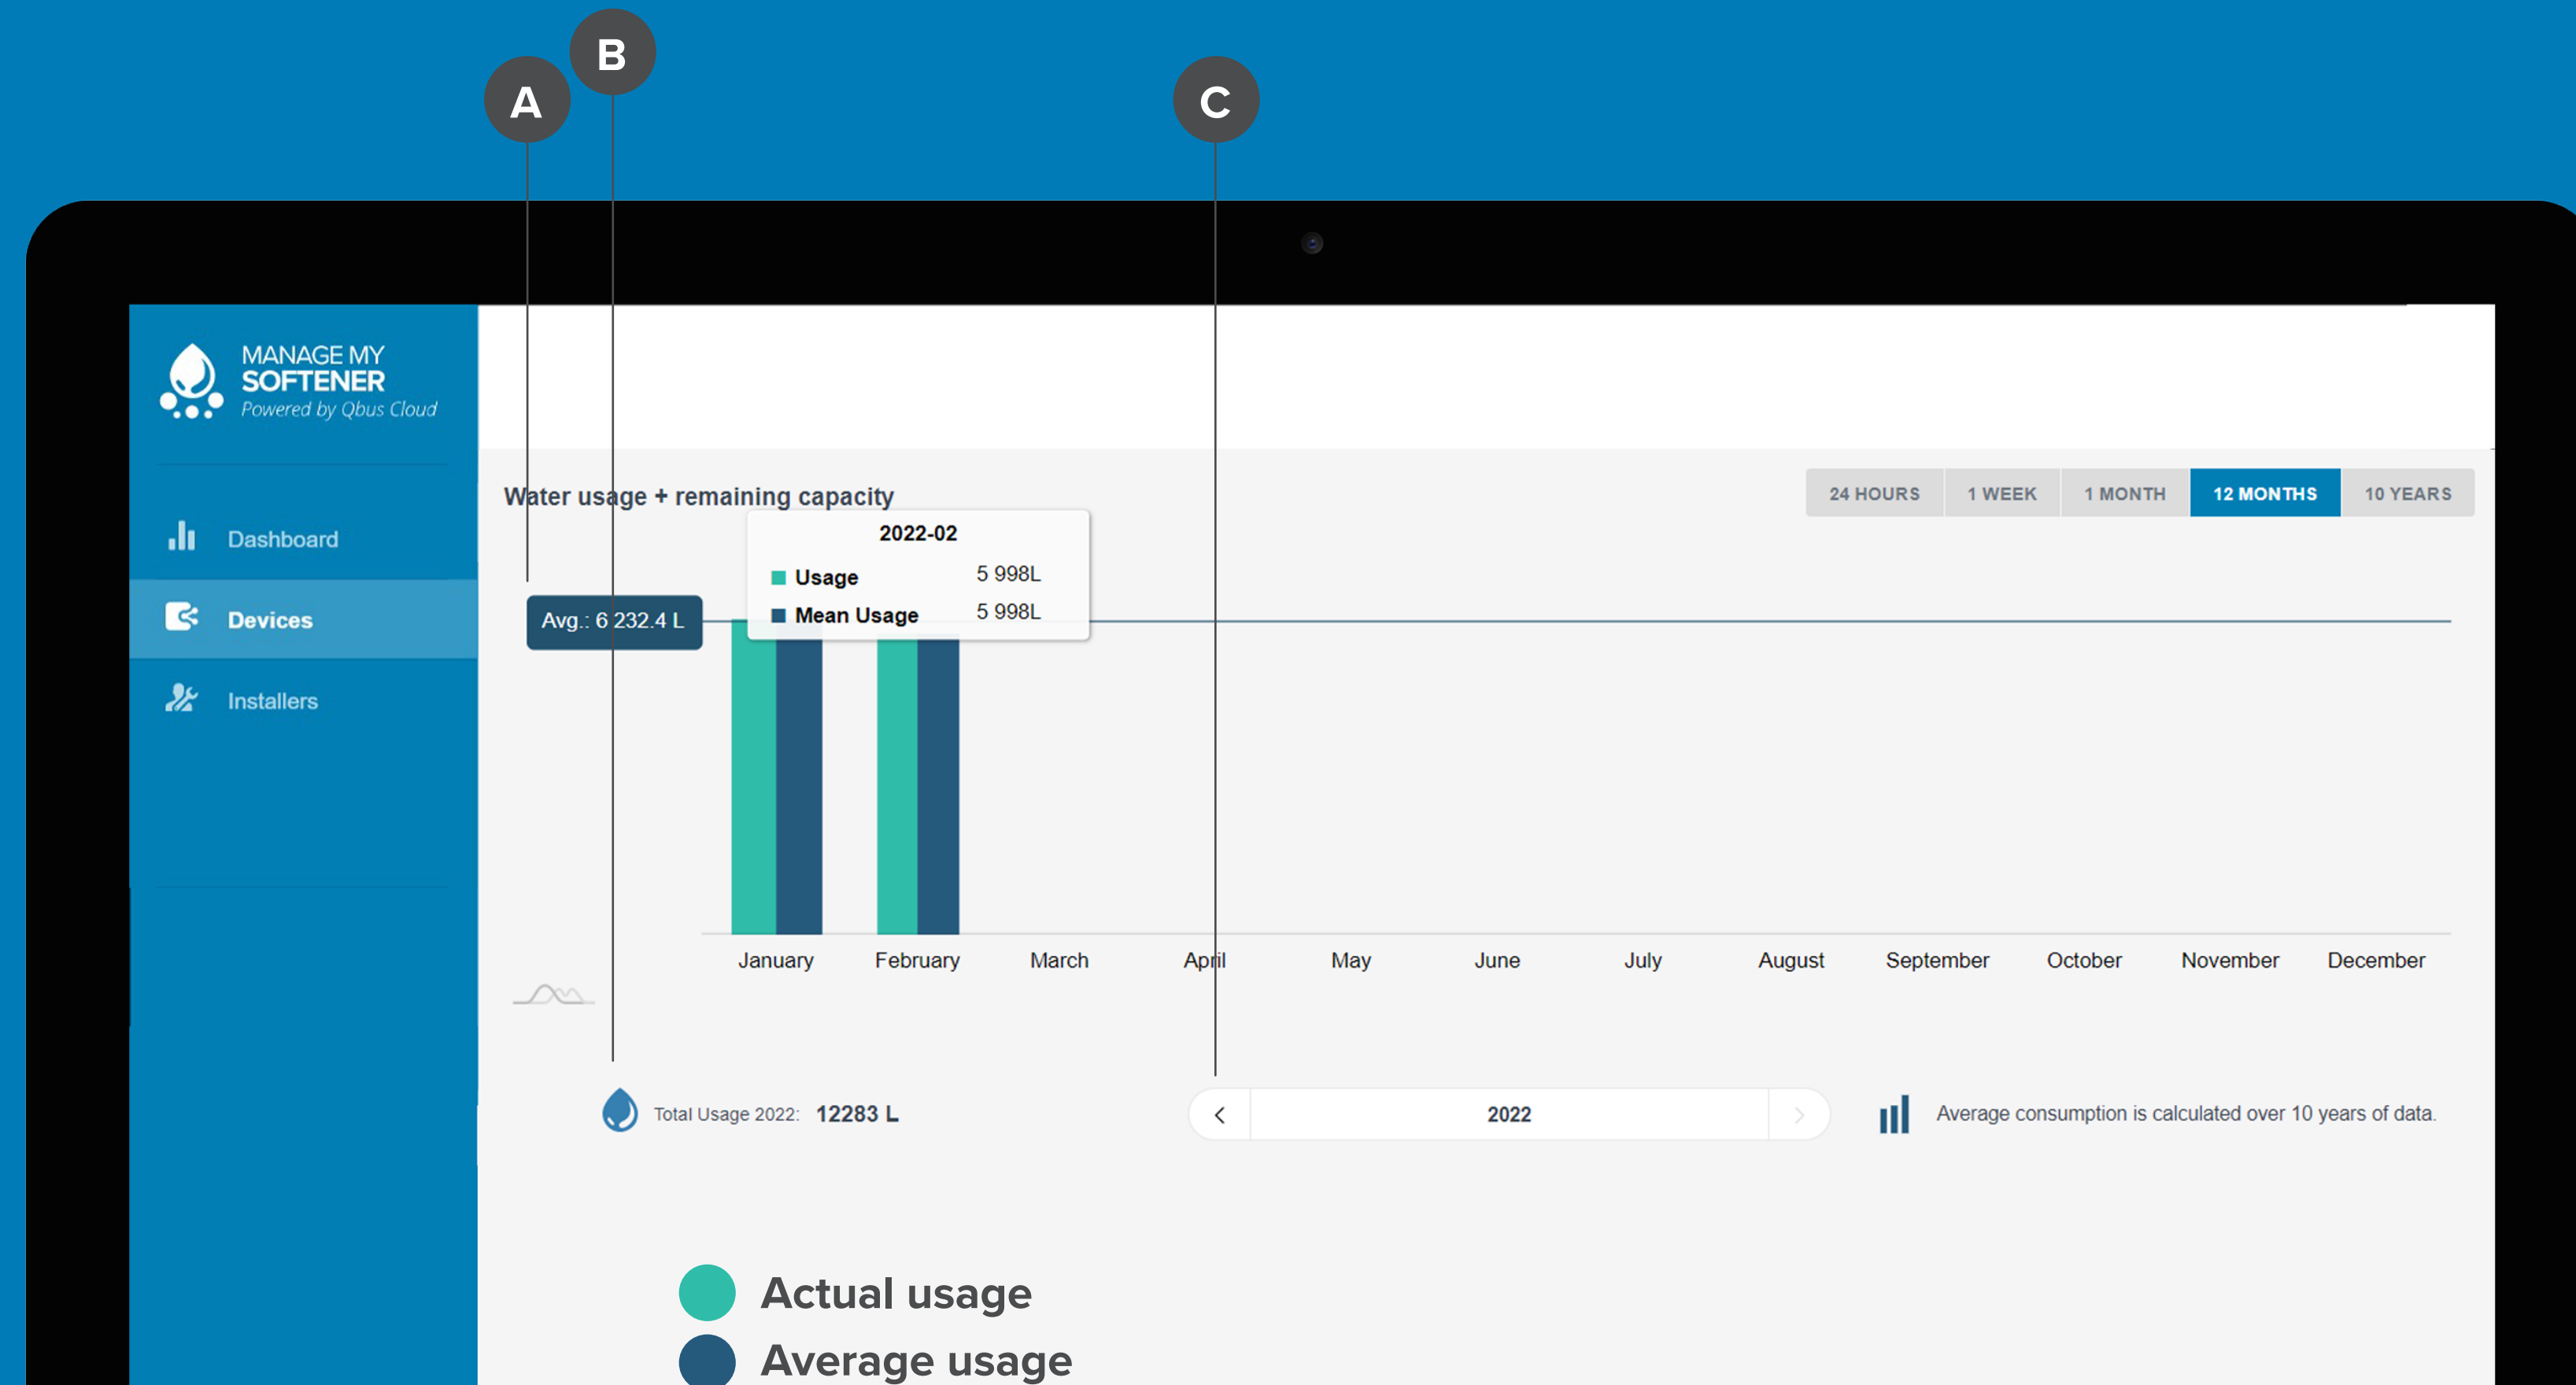 B
A
C
MANAGE MY
SOFTENER
Powered by Qbus Cloud
Dashboard
Devices
Installers
Water usage + remaining capacity
24 HOURS 1 WEEK 1 MONTH 12 MONTHS 10 YEARS
2022-02
Usage 5 998L
Mean Usage 5 998L
Avg.: 6 232.4 L
January February March April May June July August September October November December
Total Usage 2022: 12283 L
2022
Average consumption is calculated over 10 years of data.
Actual usage
Average usage